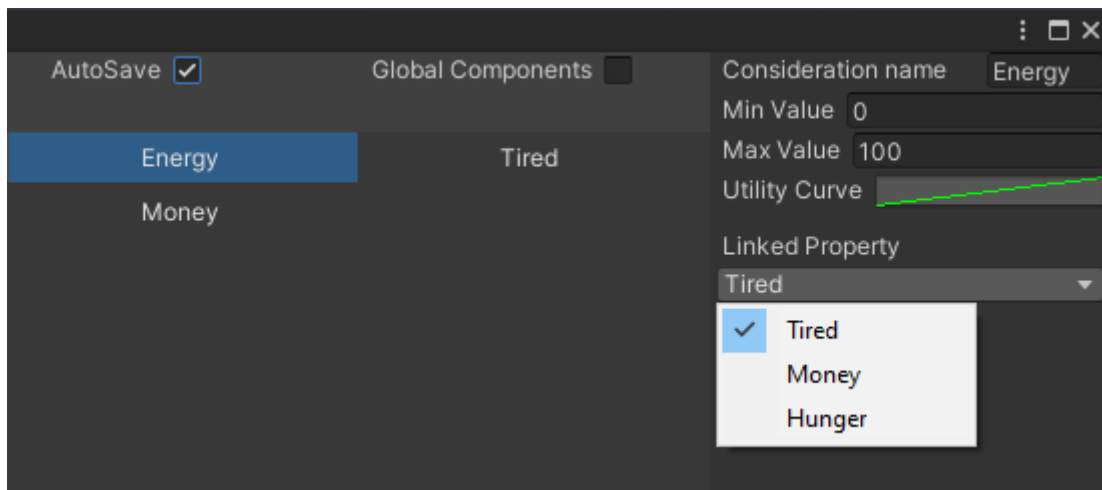 AutoSave
Global Components
Consideration name Energy
Min Value 0
Max Value 100
Utility Curve
Energy
Tired
Money
Linked Property
Tired
Tired
Money
Hunger